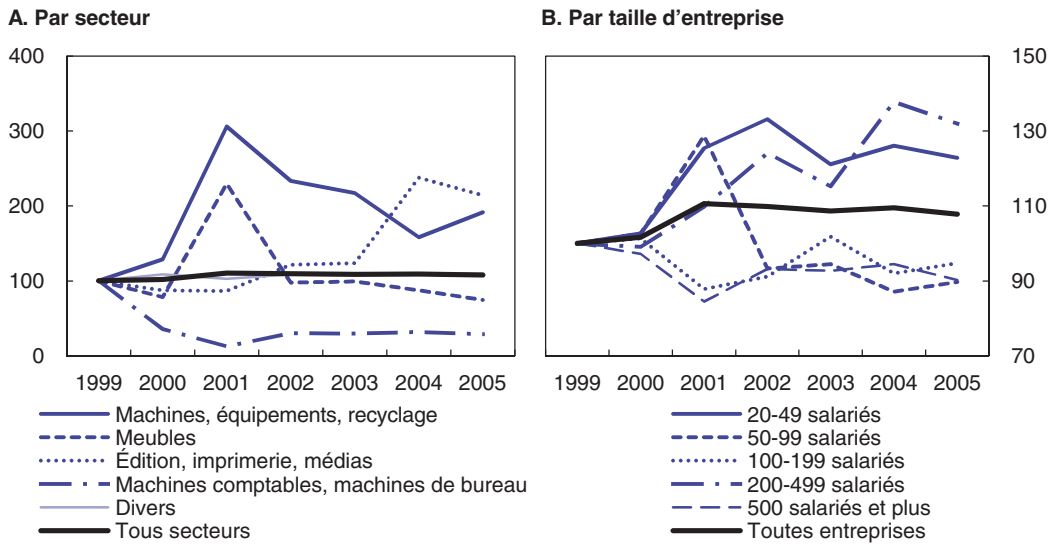 A. Par secteur
400
300
200
100
0
1999 2000 2001 2002 2003 2004 2005
Machines, équipements, recyclage
Meubles
Édition, imprimerie, médias
Machines comptables, machines de bureau
Divers
Tous secteurs
B. Par taille d’entreprise
150
130
110
90
70
1999 2000 2001 2002 2003 2004 2005
20-49 salariés
50-99 salariés
100-199 salariés
200-499 salariés
500 salariés et plus
Toutes entreprises